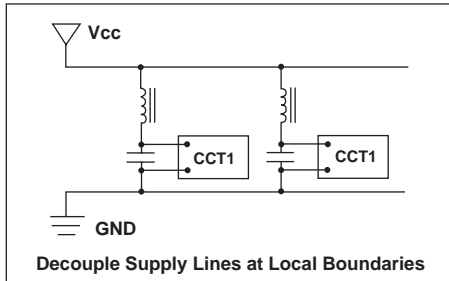 Vcc
CCT1
CCT1
GND
Decouple Supply Lines at Local Boundaries